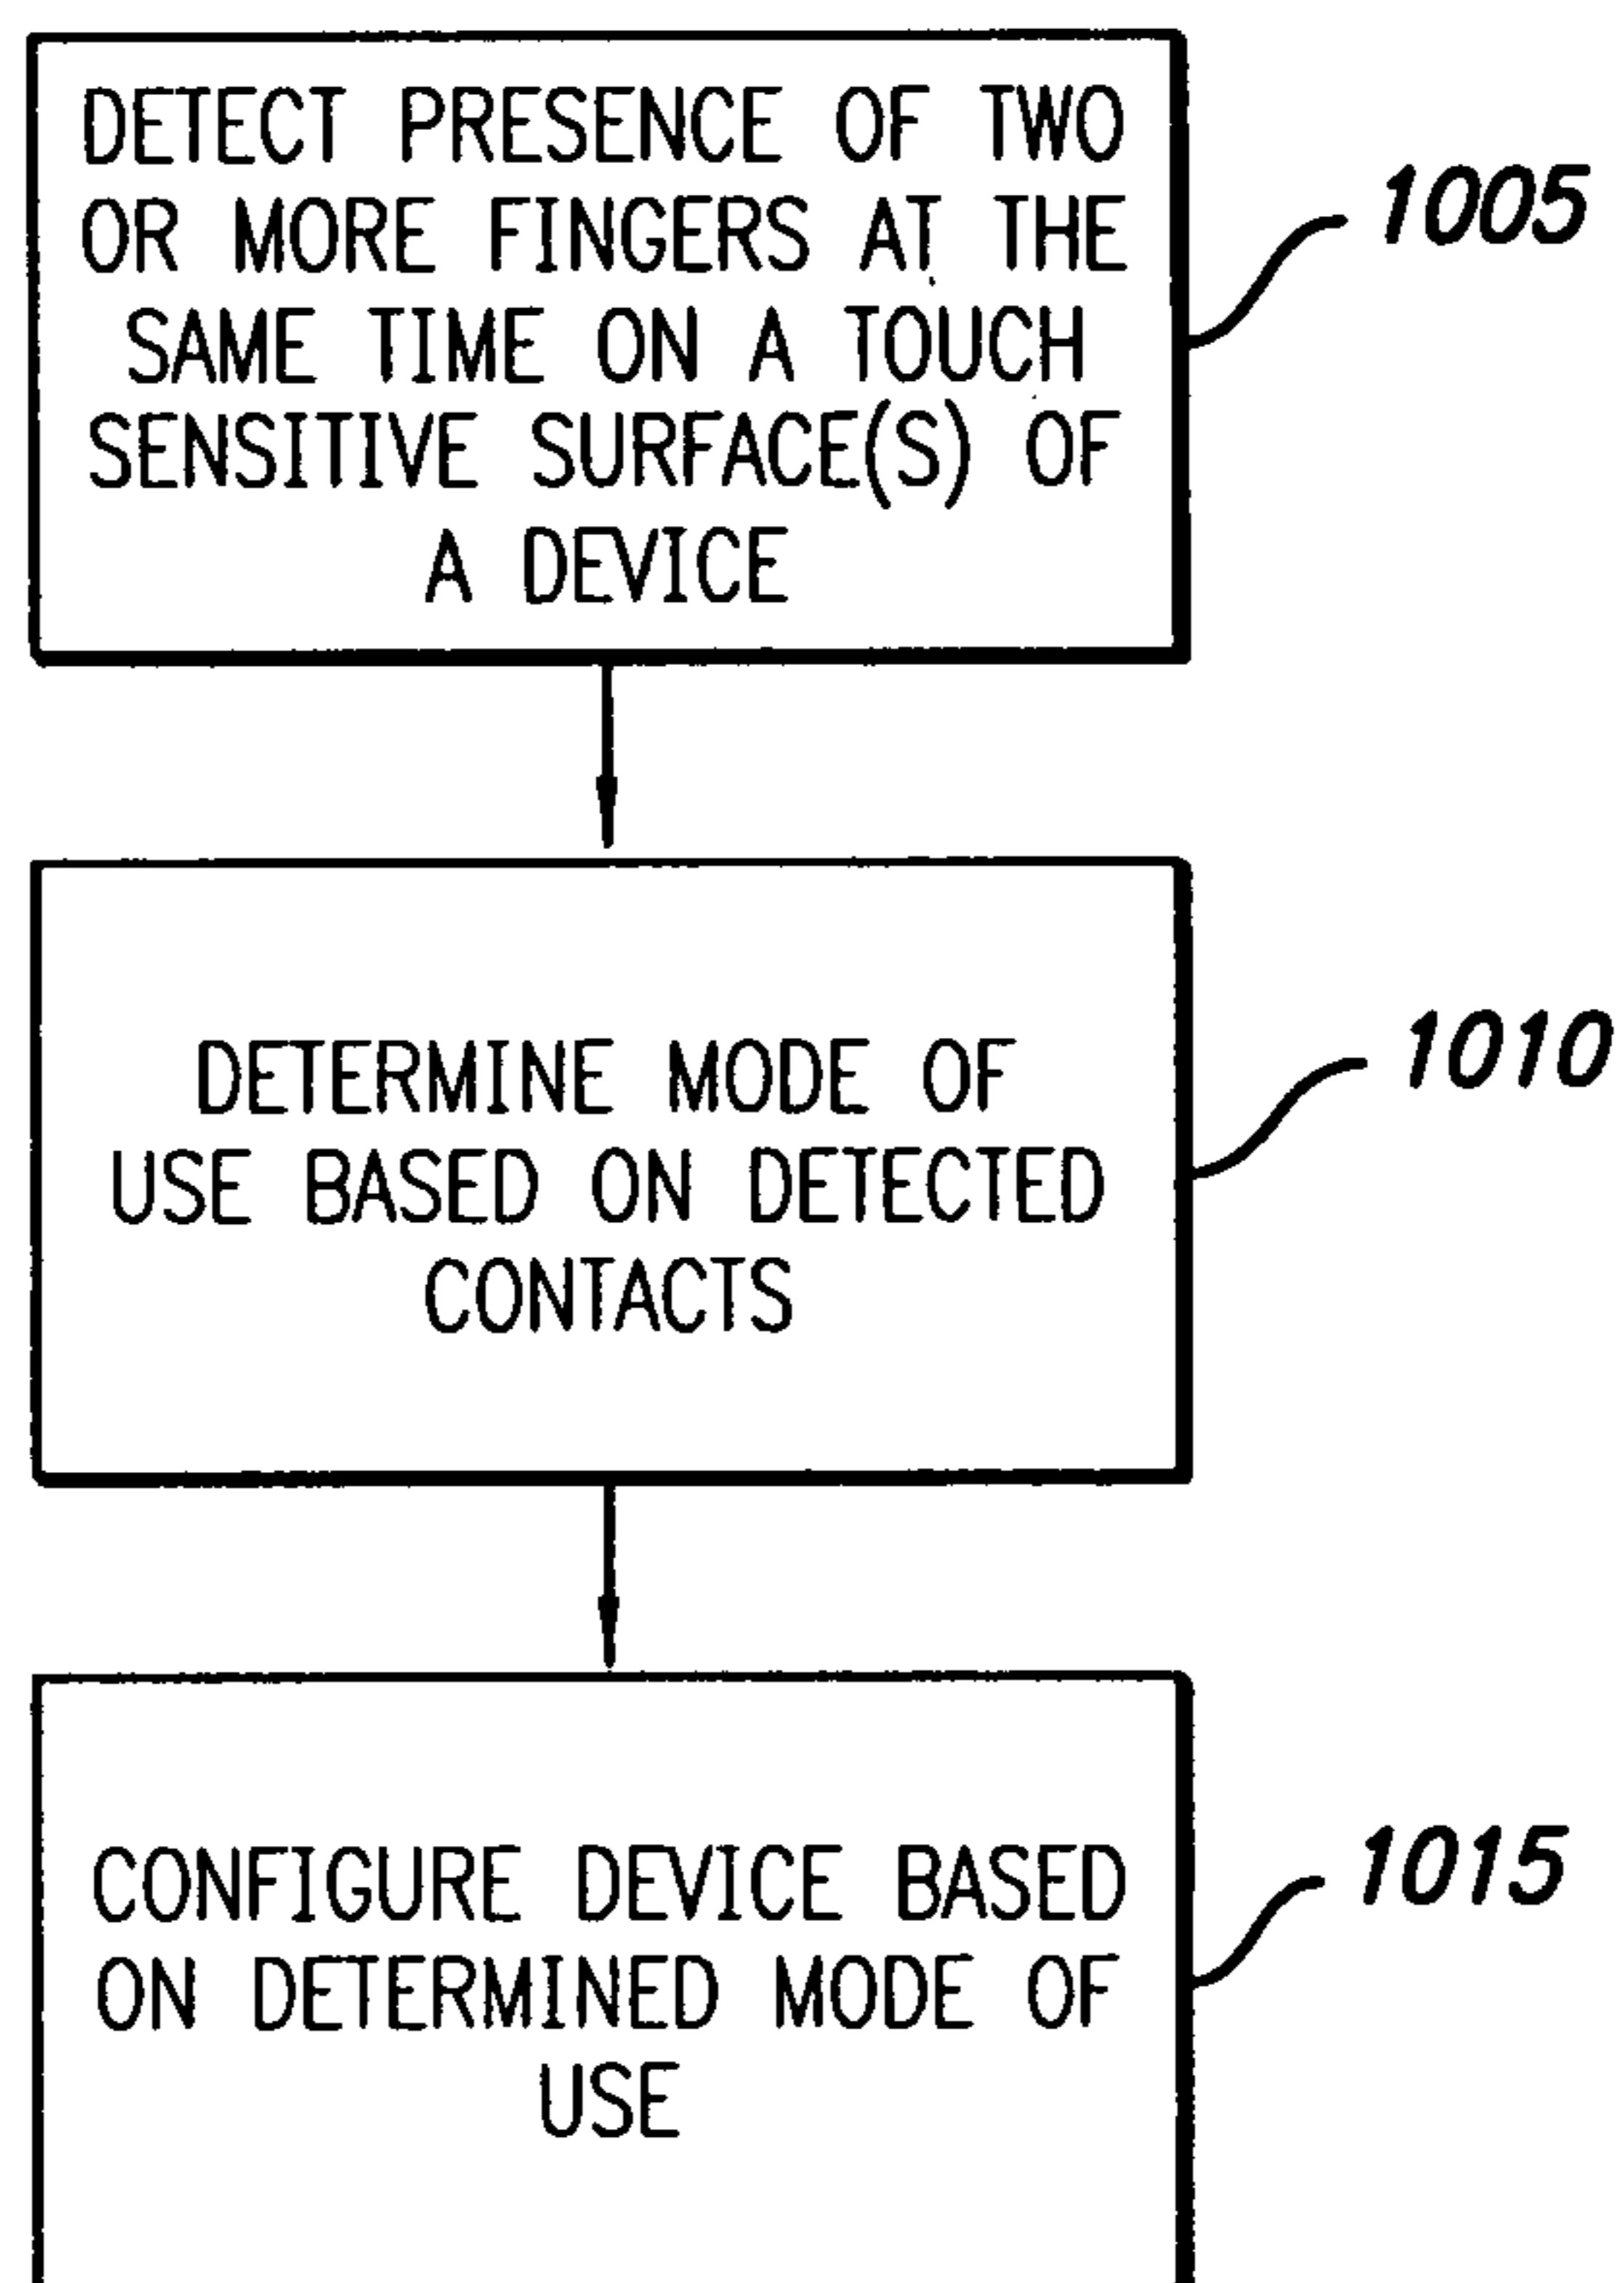 DETECT PRESENCE OF TWO
OR MORE FINGERS AT THE
SAME TIME ON A TOUCH
SENSITIVE SURFACE(S) OF
A DEVICE
1005
DETERMINE MODE OF
USE BASED ON DETECTED
CONTACTS
1010
CONFIGURE DEVICE BASED
ON DETERMINED MODE OF
USE
1015